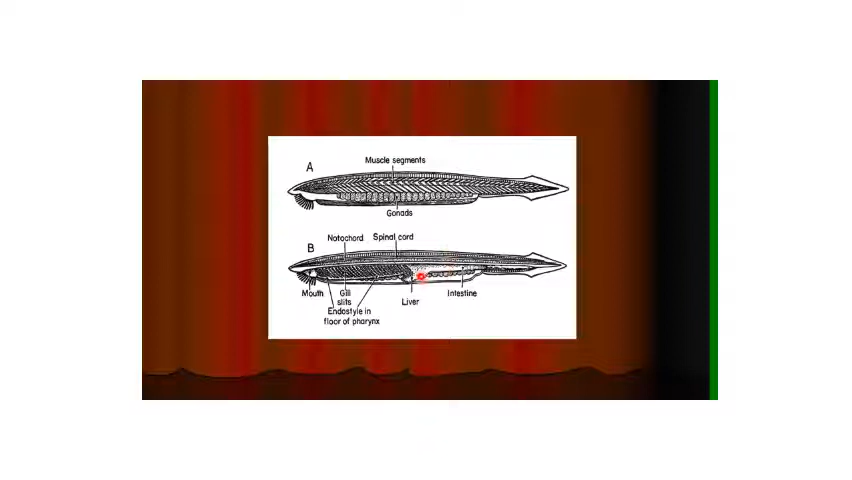 A
Muscle segments
Gonads
B
Notochord
Spinal cord
Mouth
Gill
slits
Liver
Intestine
Endostyle in
floor of pharynx